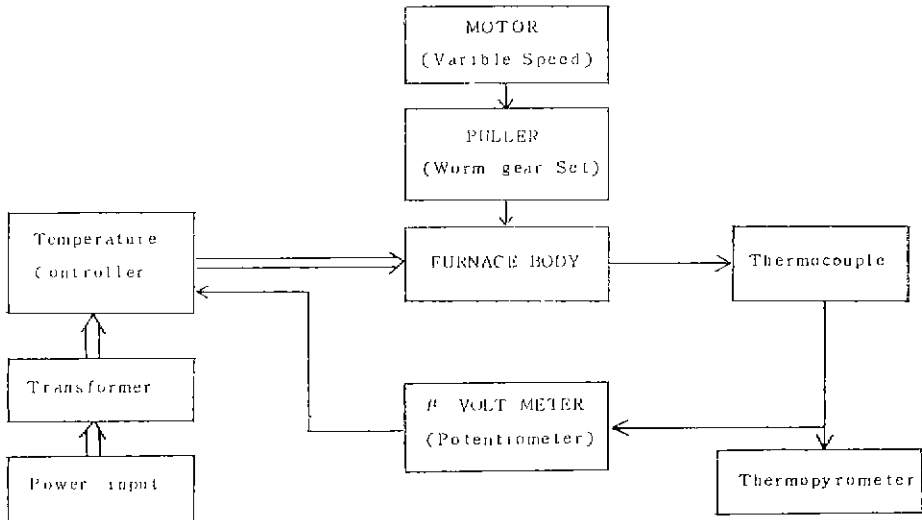 MOTOR
(Varible Speed)
PULLER
(Worm gear Set)
Temperature
Controller
FURNACE BODY
Thermocouple
Transformer
μ VOLT METER
(Potentiometer)
Power input
Thermopyrometer